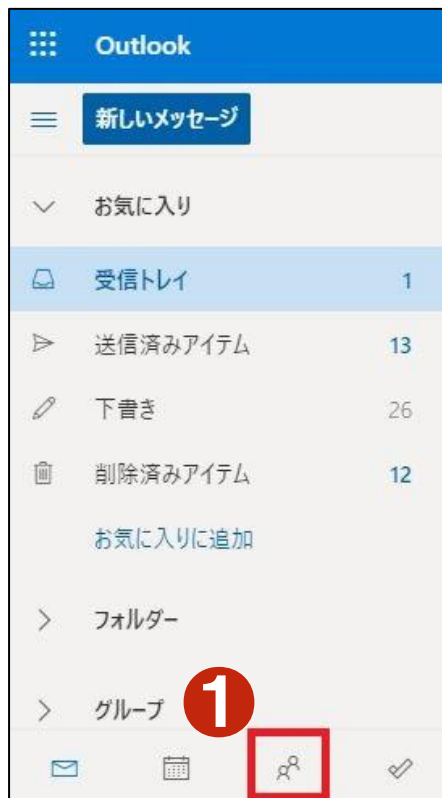 Outlook
新しいメッセージ
お気に入り
受信トレイ 1
送信済みアイテム 13
下書き 26
削除済みアイテム 12
お気に入りに追加
フォルダー
グループ 1